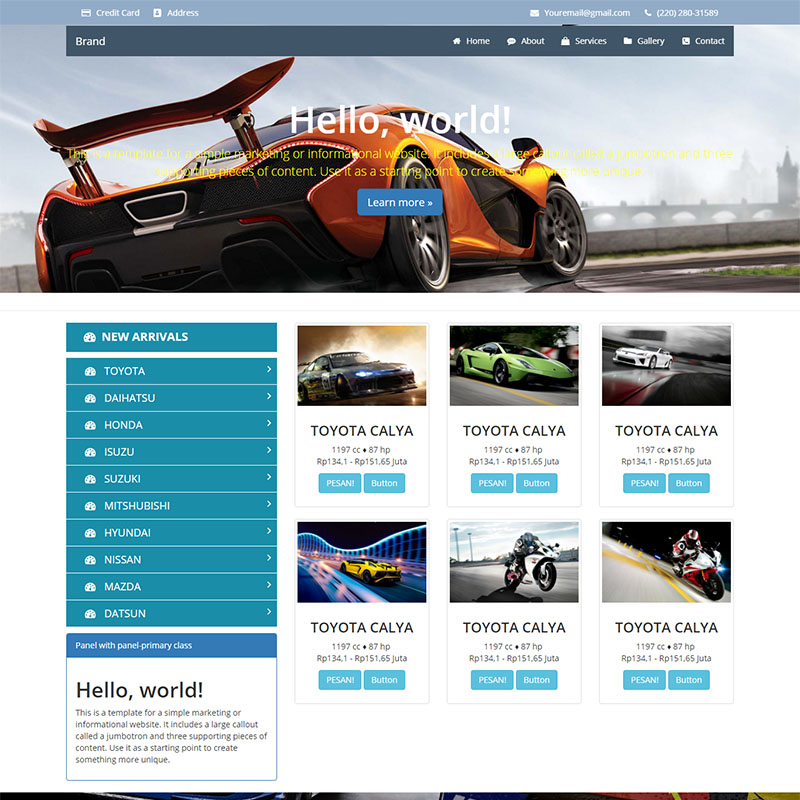 Credit Card Address Youremail@gmail.com (220) 280-31589
Brand Home About Services Gallery Contact
Hello, world!
This is a template for a simple marketing or informational website. It includes a large callout called a jumbotron and three
supporting pieces of content. Use it as a starting point to create something more unique.
Learn more »
NEW ARRIVALS
TOYOTA
DAIHATSU
HONDA
ISUZU
SUZUKI
MITSHUBISHI
HYUNDAI
NISSAN
MAZDA
DATSUN
Panel with panel-primary class
Hello, world!
This is a template for a simple marketing or
informational website. It includes a large callout
called a jumbotron and three supporting pieces of
content. Use it as a starting point to create
something more unique.
TOYOTA CALYA TOYOTA CALYA TOYOTA CALYA
1197 cc ♦ 87 hp 1197 cc ♦ 87 hp 1197 cc ♦ 87 hp
Rp134,1 - Rp151,65 Juta Rp134,1 - Rp151,65 Juta Rp134,1 - Rp151,65 Juta
PESAN! Button PESAN! Button PESAN! Button
TOYOTA CALYA TOYOTA CALYA TOYOTA CALYA
1197 cc ♦ 87 hp 1197 cc ♦ 87 hp 1197 cc ♦ 87 hp
Rp134,1 - Rp151,65 Juta Rp134,1 - Rp151,65 Juta Rp134,1 - Rp151,65 Juta
PESAN! Button PESAN! Button PESAN! Button